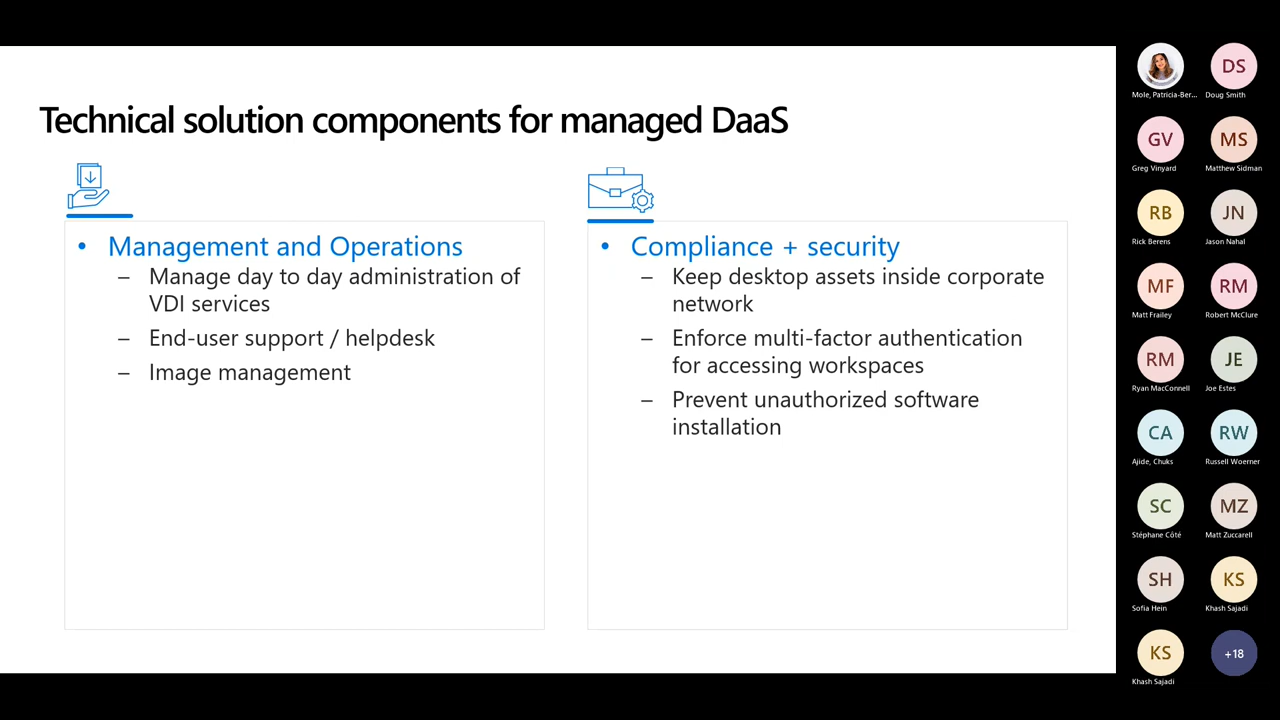 Technical solution components for managed DaaS
• Management and Operations
– Manage day to day administration of
VDI services
– End-user support / helpdesk
– Image management
• Compliance + security
– Keep desktop assets inside corporate
network
– Enforce multi-factor authentication
for accessing workspaces
– Prevent unauthorized software
installation
Mole, Patricia-Ber...
DS
Doug Smith
GV
Greg Vinyard
MS
Matthew Sidman
RB
Rick Berens
JN
Jason Nahal
MF
Matt Frailey
RM
Robert McClure
RM
Ryan MacConnell
JE
Joe Estes
CA
Ajide, Chuks
RW
Russell Woerner
SC
Stéphane Côté
MZ
Matt Zuccarell
SH
Sofia Hein
KS
Khash Sajadi
KS
Khash Sajadi
+18